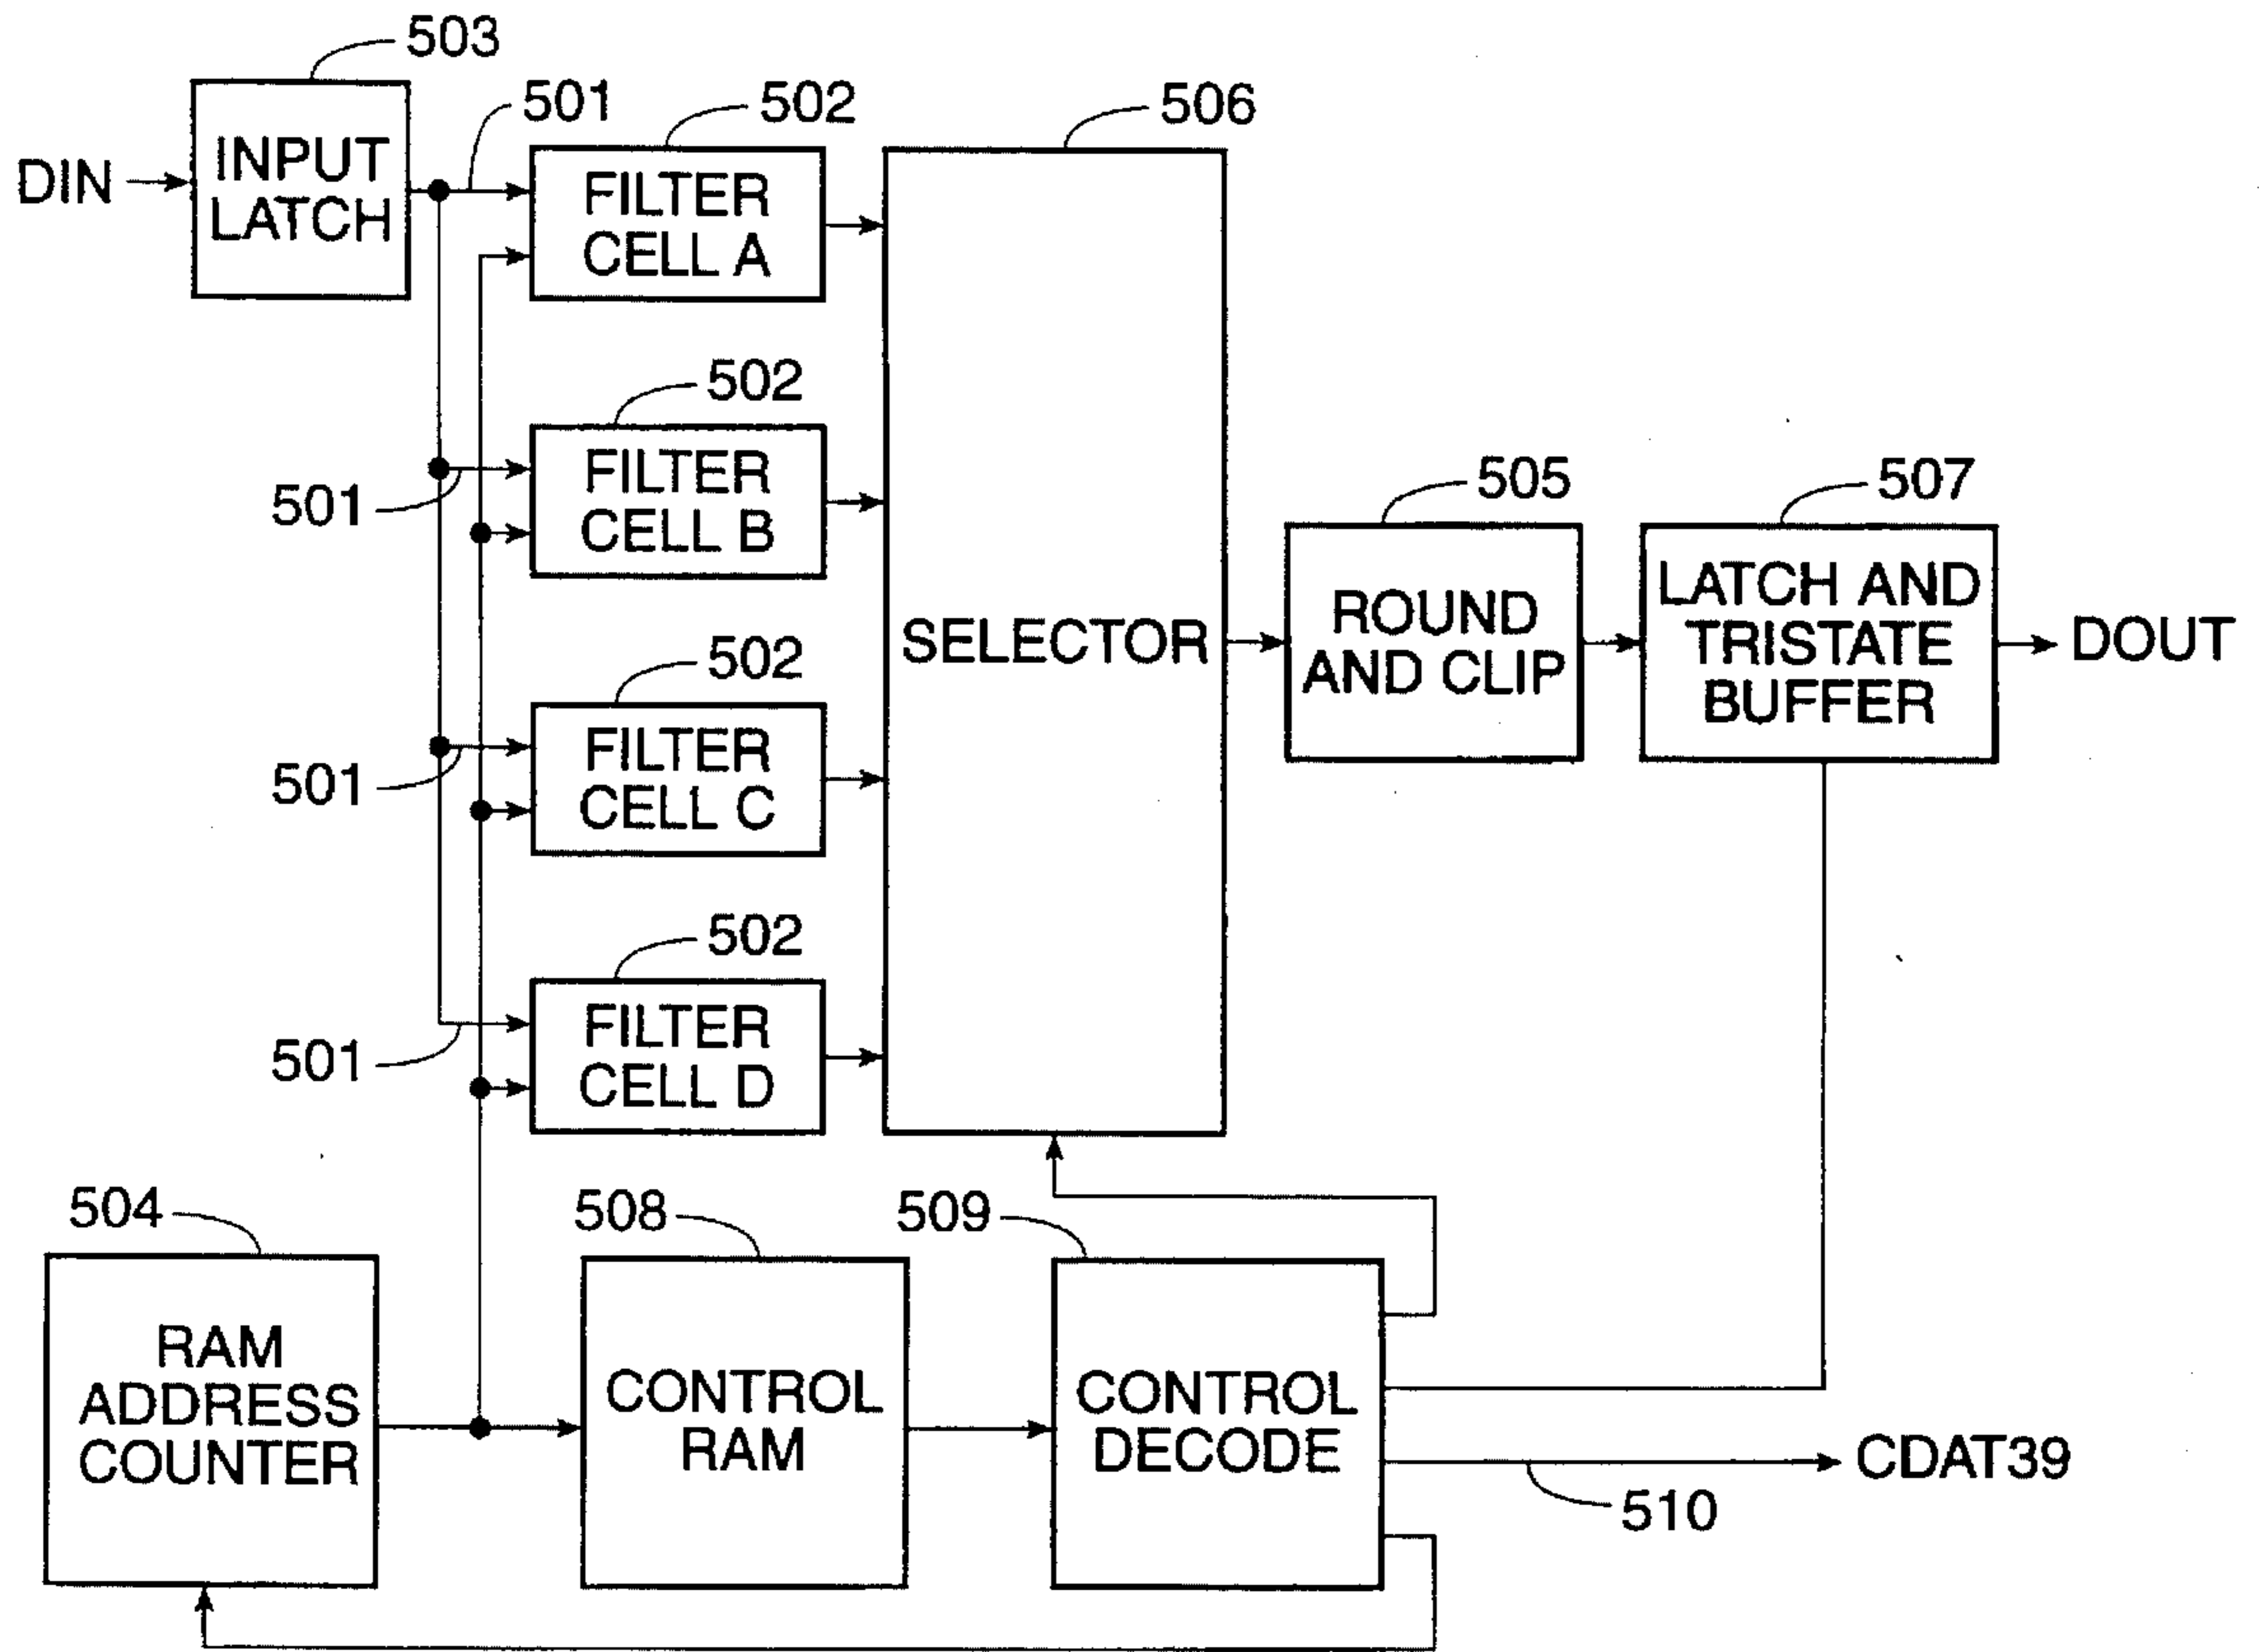 503
501
502
506
DIN
INPUT
LATCH
FILTER
CELL A
502
501
FILTER
CELL B
505
507
SELECTOR
ROUND
AND CLIP
LATCH AND
TRISTATE
BUFFER
DOUT
502
501
FILTER
CELL C
502
501
FILTER
CELL D
504
508
509
RAM
ADDRESS
COUNTER
CONTROL
RAM
CONTROL
DECODE
CDAT39
510